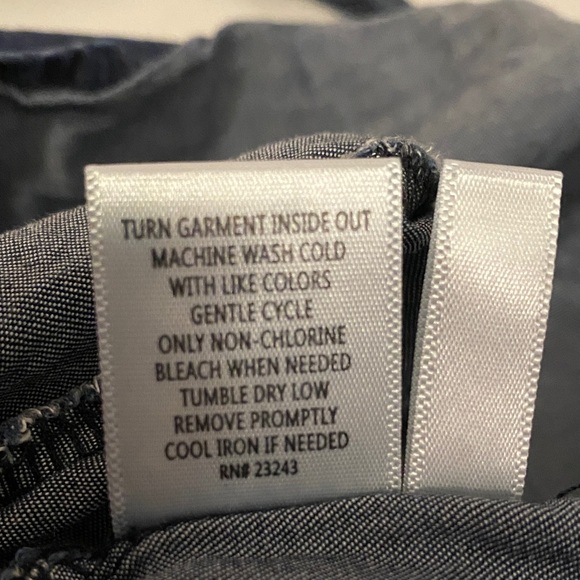 TURN GARMENT INSIDE OUT
MACHINE WASH COLD
WITH LIKE COLORS
GENTLE CYCLE
ONLY NON-CHLORINE
BLEACH WHEN NEEDED
TUMBLE DRY LOW
REMOVE PROMPTLY
COOL IRON IF NEEDED
RN# 23243